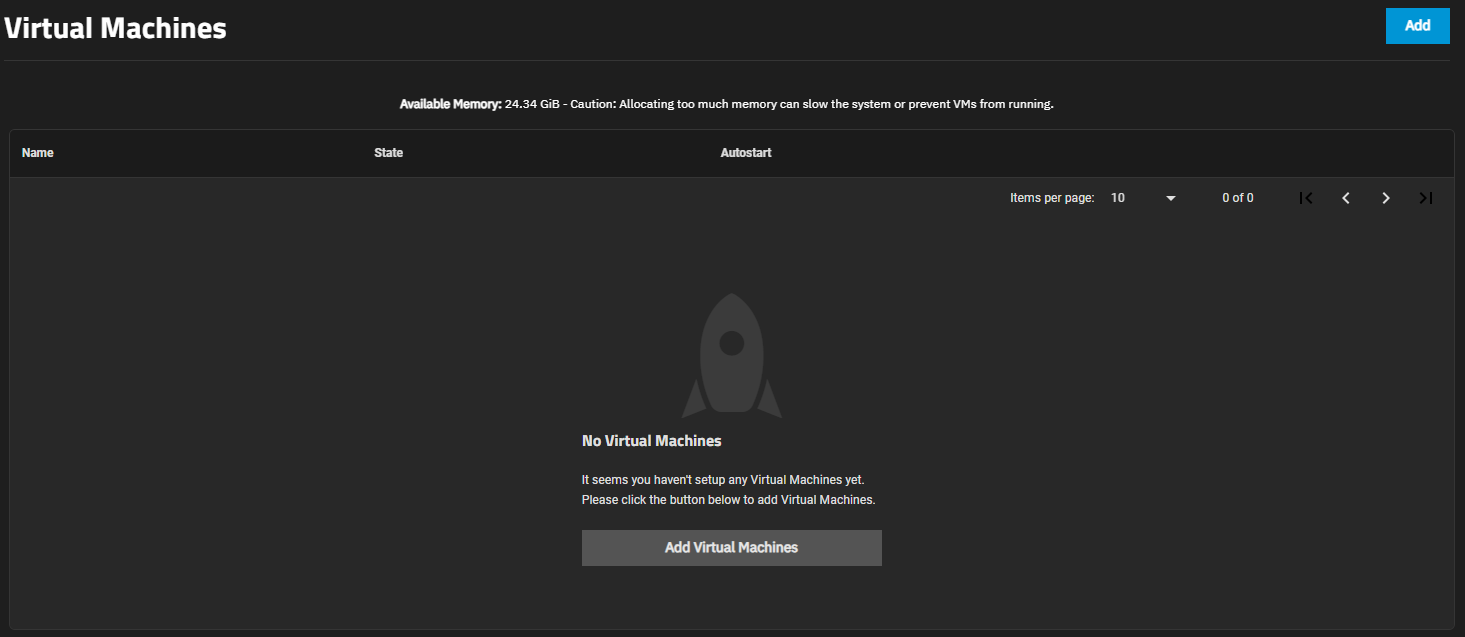 Virtual Machines
Add
Available Memory: 24.34 GiB - Caution: Allocating too much memory can slow the system or prevent VMs from running.
Name State Autostart
Items per page: 10 0 of 0
No Virtual Machines
It seems you haven't setup any Virtual Machines yet.
Please click the button below to add Virtual Machines.
Add Virtual Machines